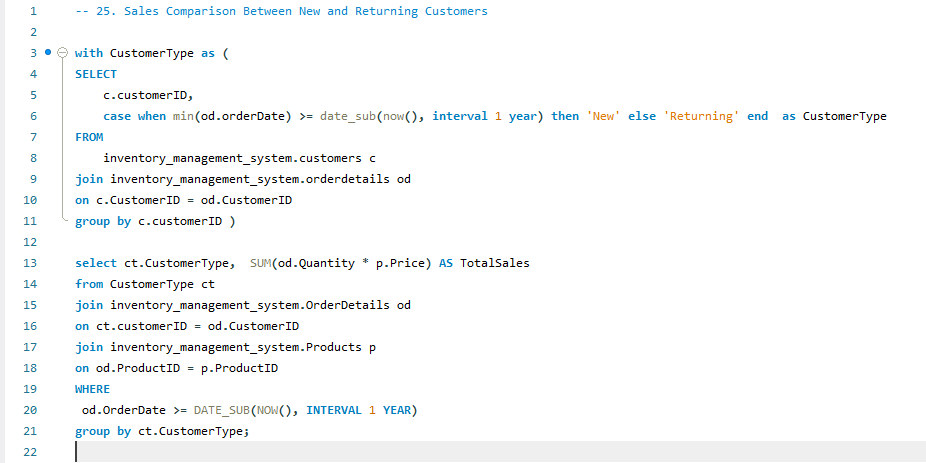 1 -- 25. Sales Comparison Between New and Returning Customers
2
3 with CustomerType as (
4 SELECT
5 c.customerID,
6 case when min(od.orderDate) >= date_sub(now(), interval 1 year) then 'New' else 'Returning' end  as CustomerType
7 FROM
8 inventory_management_system.customers c
9 join inventory_management_system.orderdetails od
10 on c.CustomerID = od.CustomerID
11 group by c.customerID )
12
13 select ct.CustomerType,  SUM(od.Quantity * p.Price) AS TotalSales
14 from CustomerType ct
15 join inventory_management_system.OrderDetails od
16 on ct.customerID = od.CustomerID
17 join inventory_management_system.Products p
18 on od.ProductID = p.ProductID
19 WHERE
20 od.OrderDate >= DATE_SUB(NOW(), INTERVAL 1 YEAR)
21 group by ct.CustomerType;
22